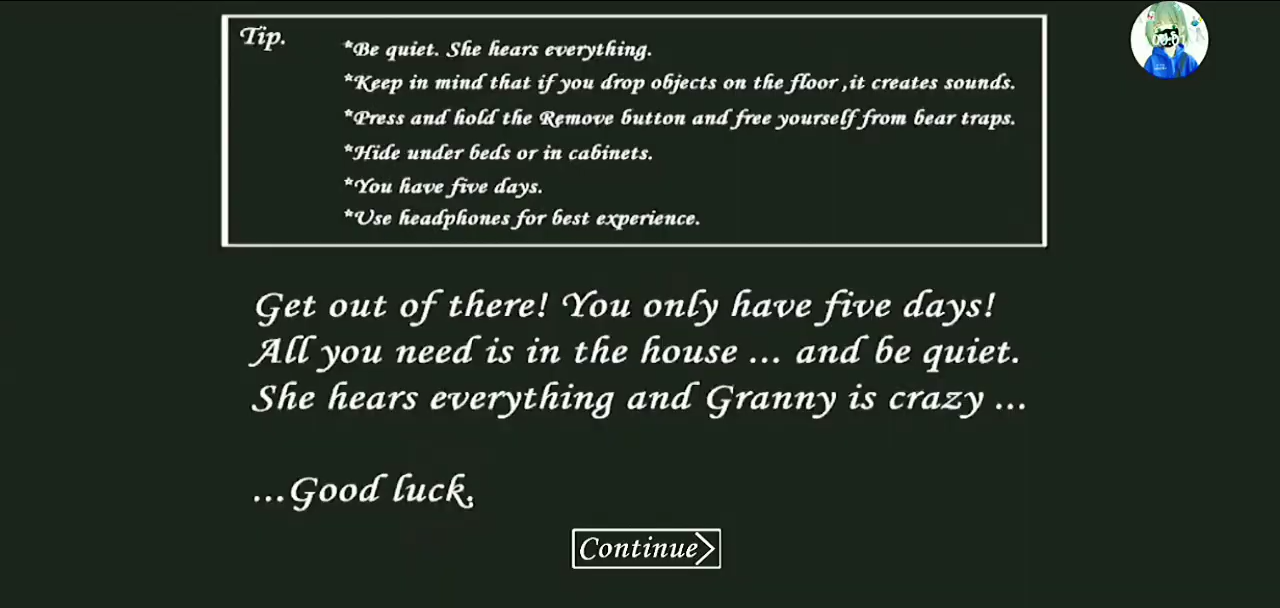 Tip.
*Be quiet. She hears everything.
*Keep in mind that if you drop objects on the floor ,it creates sounds.
*Press and hold the Remove button and free yourself from bear traps.
*Hide under beds or in cabinets.
*You have five days.
*Use headphones for best experience.
Get out of there! You only have five days!
All you need is in the house ... and be quiet.
She hears everything and Granny is crazy ...
...Good luck.
Continue>